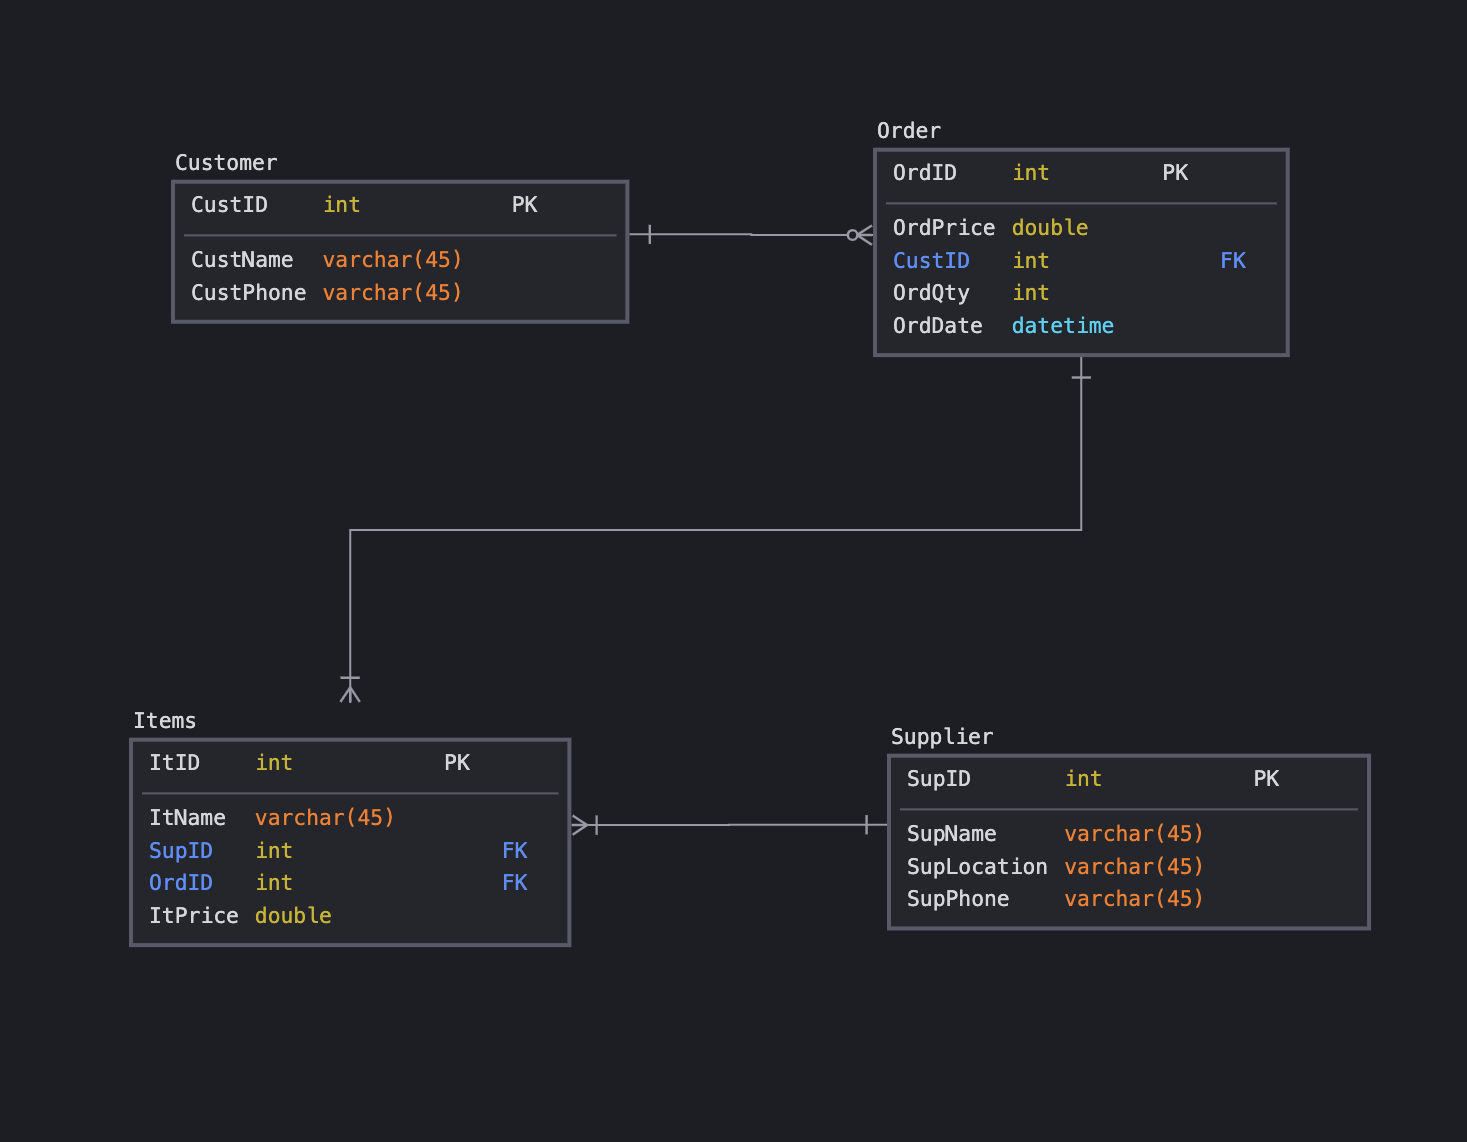 Customer
CustID int PK
CustName varchar(45)
CustPhone varchar(45)
Order
OrdID int PK
OrdPrice double
CustID int FK
OrdQty int
OrdDate datetime
Items
ItID int PK
ItName varchar(45)
SupID int FK
OrdID int FK
ItPrice double
Supplier
SupID int PK
SupName varchar(45)
SupLocation varchar(45)
SupPhone varchar(45)